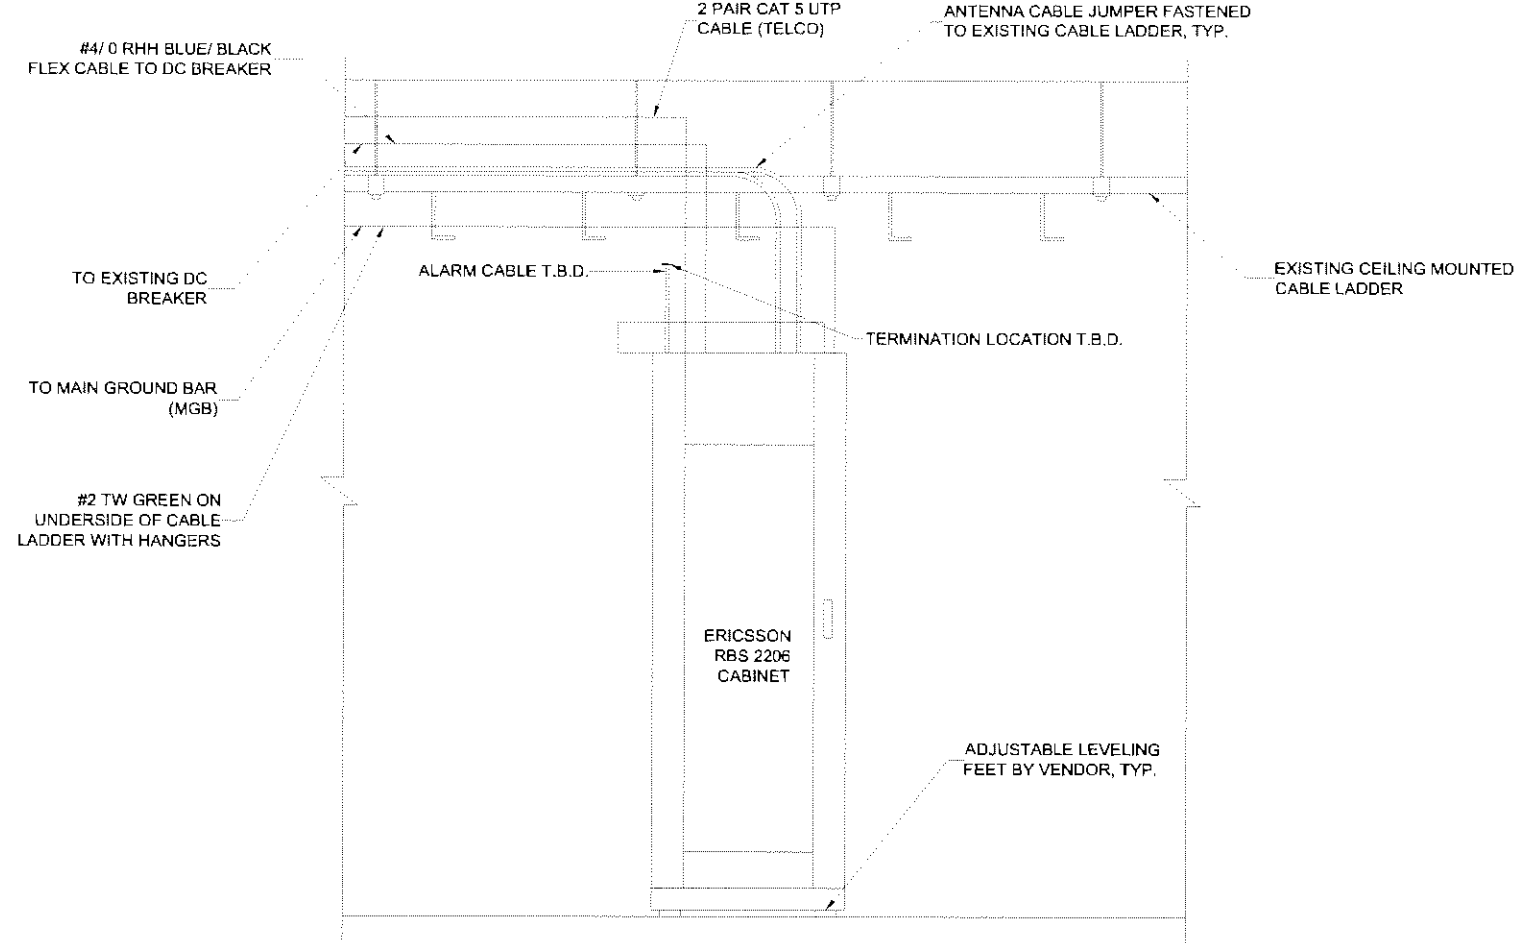 2 PAIR CAT 5 UTP
CABLE (TELCO)
ANTENNA CABLE JUMPER FASTENED
TO EXISTING CABLE LADDER, TYP.
#4/ 0 RHH BLUE/ BLACK
FLEX CABLE TO DC BREAKER
ALARM CABLE T.B.D.
TO EXISTING DC
BREAKER
EXISTING CEILING MOUNTED
CABLE LADDER
TERMINATION LOCATION T.B.D.
TO MAIN GROUND BAR
(MGB)
#2 TW GREEN ON
UNDERSIDE OF CABLE
LADDER WITH HANGERS
ERICSSON
RBS 2206
CABINET
ADJUSTABLE LEVELING
FEET BY VENDOR, TYP.